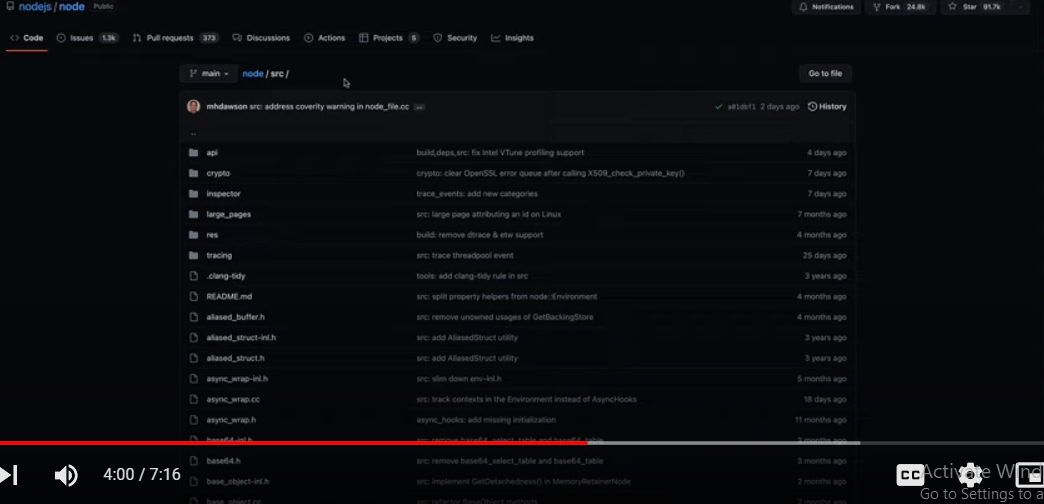 nodejs / node Public Notifications Fork 24.8k Star 91.7k
Code Issues 1.3k Pull requests 373 Discussions Actions Projects 5 Security Insights
main node / src / Go to file
mhdawson src: address coverity warning in node_file.cc ... a01dbf1 2 days ago History
..
api build,deps,src: fix Intel VTune profiling support 4 days ago
crypto crypto: clear OpenSSL error queue after calling X509_check_private_key() 7 days ago
inspector trace_events: add new categories 7 days ago
large_pages src: large page attributing an id on Linux 7 months ago
res build: remove dtrace & etw support 4 months ago
tracing src: trace threadpool event 25 days ago
.clang-tidy tools: add clang-tidy rule in src 3 years ago
README.md src: split property helpers from node::Environment 4 months ago
aliased_buffer.h src: remove unowned usages of GetBackingStore 4 months ago
aliased_struct-inl.h src: add AliasedStruct utility 3 years ago
aliased_struct.h src: add AliasedStruct utility 3 years ago
async_wrap-inl.h src: slim down env-inl.h 5 months ago
async_wrap.cc src: track contexts in the Environment instead of AsyncHooks 18 days ago
async_wrap.h async_hooks: add missing initialization 11 months ago
base64-inl.h src: remove base64_select_table and base64_table 3 months ago
base64.h src: remove base64_select_table and base64_table 3 months ago
4:00 / 7:16 CC Activate Wind
base_object-inl.h src: implement GetDetachedness() in MemoryRetainerNode 2 months ago
Go to Settings to a
base_object.cc src: refactor BaseObject methods